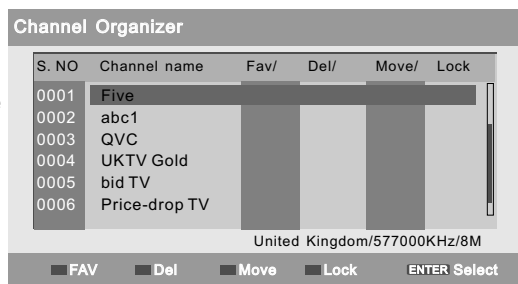 Channel Organizer
S. NO Channel name Fav/ Del/ Move/ Lock
0001 Five
0002 abc1
0003 QVC
0004 UKTV Gold
0005 bid TV
0006 Price-drop TV
United Kingdom/577000KHz/8M
FAV Del Move Lock ENTER Select